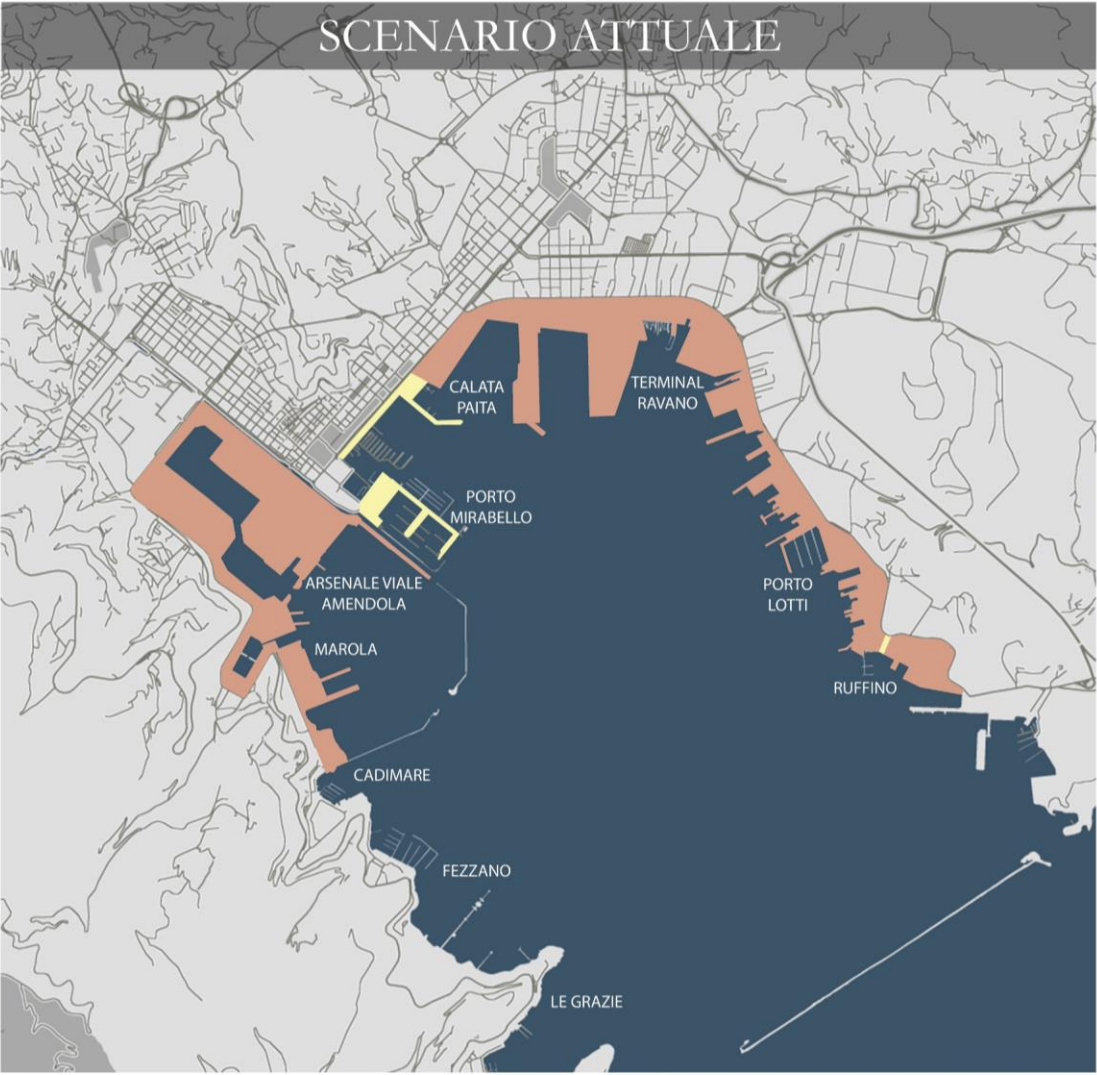 SCENARIO ATTUALE
CALATA
PAITA
TERMINAL
RAVANO
PORTO
MIRABELLO
ARSENALE VIALE
AMENDOLA
PORTO
LOTTI
MAROLA
RUFFINO
CADIMARE
FEZZANO
LE GRAZIE